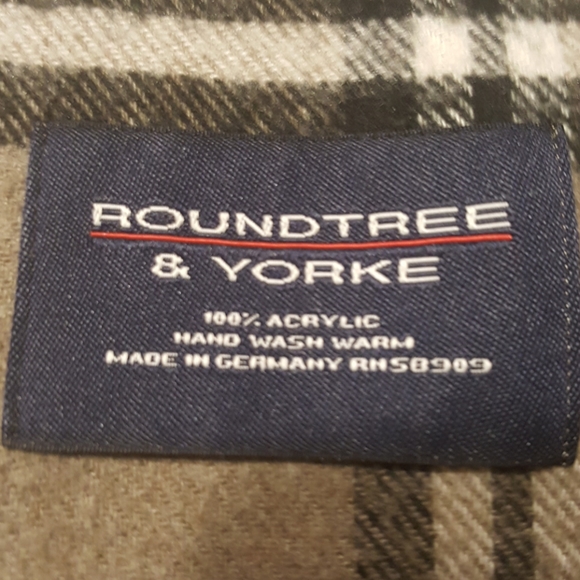 ROUNDTREE
& YORKE
100% ACRYLIC
HAND WASH WARM
MADE IN GERMANY RN58909